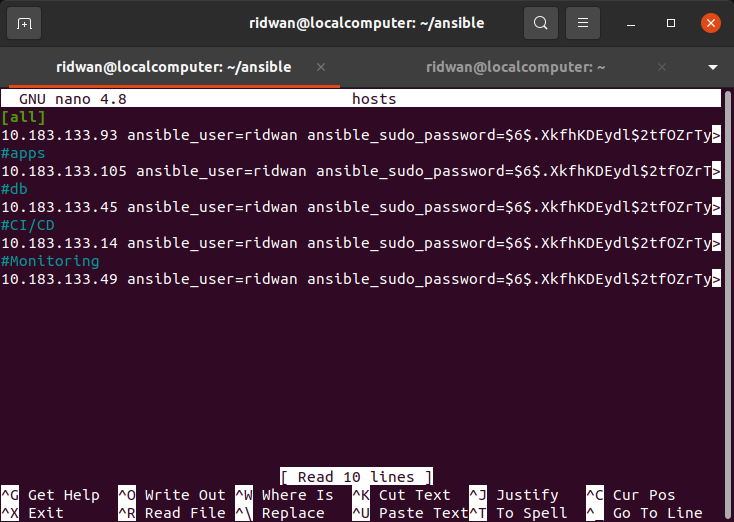 ridwan@localcomputer: ~/ansible
ridwan@localcomputer: ~/ansible × ridwan@localcomputer: ~ ×
GNU nano 4.8 hosts
[all]
10.183.133.93 ansible_user=ridwan ansible_sudo_password=$6$.XkfhKDEydl$2tfOZrTy>
#apps
10.183.133.105 ansible_user=ridwan ansible_sudo_password=$6$.XkfhKDEydl$2tfOZrT>
#db
10.183.133.45 ansible_user=ridwan ansible_sudo_password=$6$.XkfhKDEydl$2tfOZrTy>
#CI/CD
10.183.133.14 ansible_user=ridwan ansible_sudo_password=$6$.XkfhKDEydl$2tfOZrTy>
#Monitoring
10.183.133.49 ansible_user=ridwan ansible_sudo_password=$6$.XkfhKDEydl$2tfOZrTy>
[ Read 10 lines ]
^G Get Help ^O Write Out ^W Where Is ^K Cut Text ^J Justify ^C Cur Pos
^X Exit ^R Read File ^\ Replace ^U Paste Text ^T To Spell ^_ Go To Line